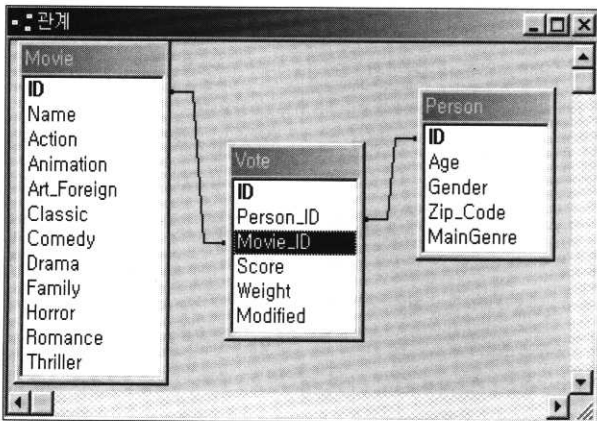 관계
Movie
ID
Name
Action
Animation
Art_Foreign
Classic
Comedy
Drama
Family
Horror
Romance
Thriller
Vote
ID
Person_ID
Movie_ID
Score
Weight
Modified
Person
ID
Age
Gender
Zip_Code
MainGenre